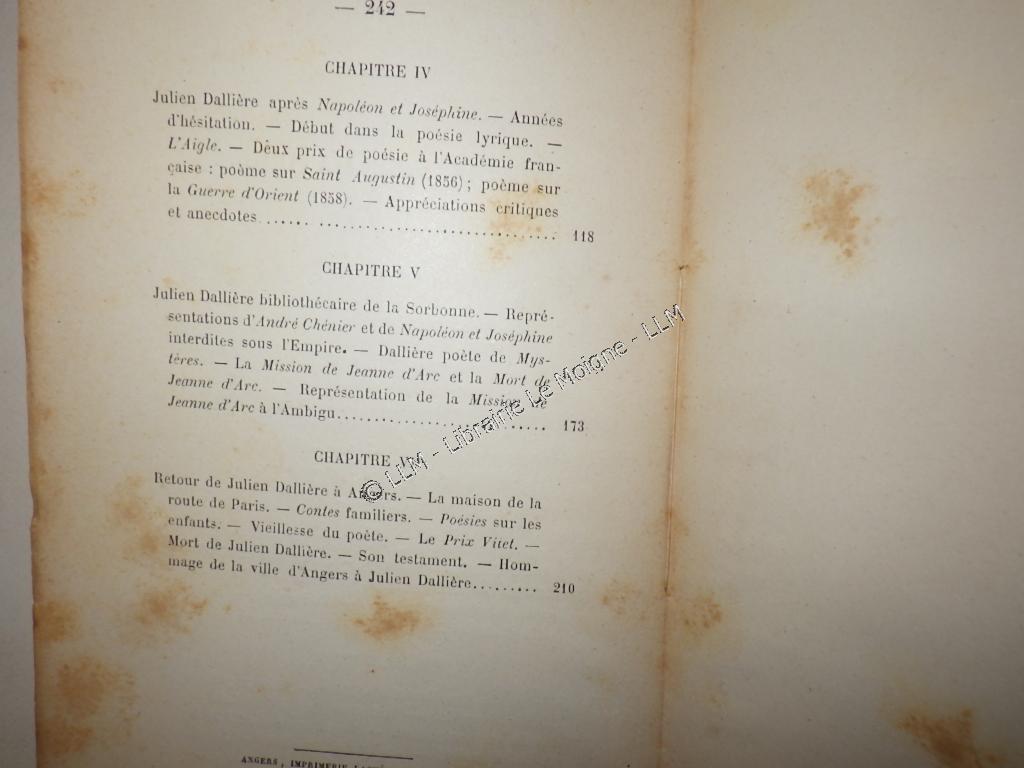 — 242 —
CHAPITRE IV
Julien Dallière après Napoléon et Joséphine. — Années
d'hésitation. — Début dans la poésie lyrique. —
L'Aigle. — Deux prix de poésie à l'Académie fran-
çaise : poème sur Saint Augustin (1856) ; poème sur
la Guerre d'Orient (1858). — Appréciations critiques
et anecdotes.................................... 118
CHAPITRE V
Julien Dallière bibliothécaire de la Sorbonne. — Repré-
sentations d'André Chénier et de Napoléon et Joséphine
interdites sous l'Empire. — Dallière poète de Mys-
tères. — La Mission de Jeanne d'Arc et la Mort de
Jeanne d'Arc. — Représentation de la Mission de
Jeanne d'Arc à l'Ambigu......................... 173
CHAPITRE
Retour de Julien Dallière à Angers. — La maison de la
route de Paris. — Contes familiers. — Poésies sur les
enfants. — Vieillesse du poète. — Le Prix Vitet. —
Mort de Julien Dallière. — Son testament. — Hom-
mage de la ville d'Angers à Julien Dallière......... 210
ANGERS, IMPRIMERIE
© LLM - Librairie Le Moigne - LLM